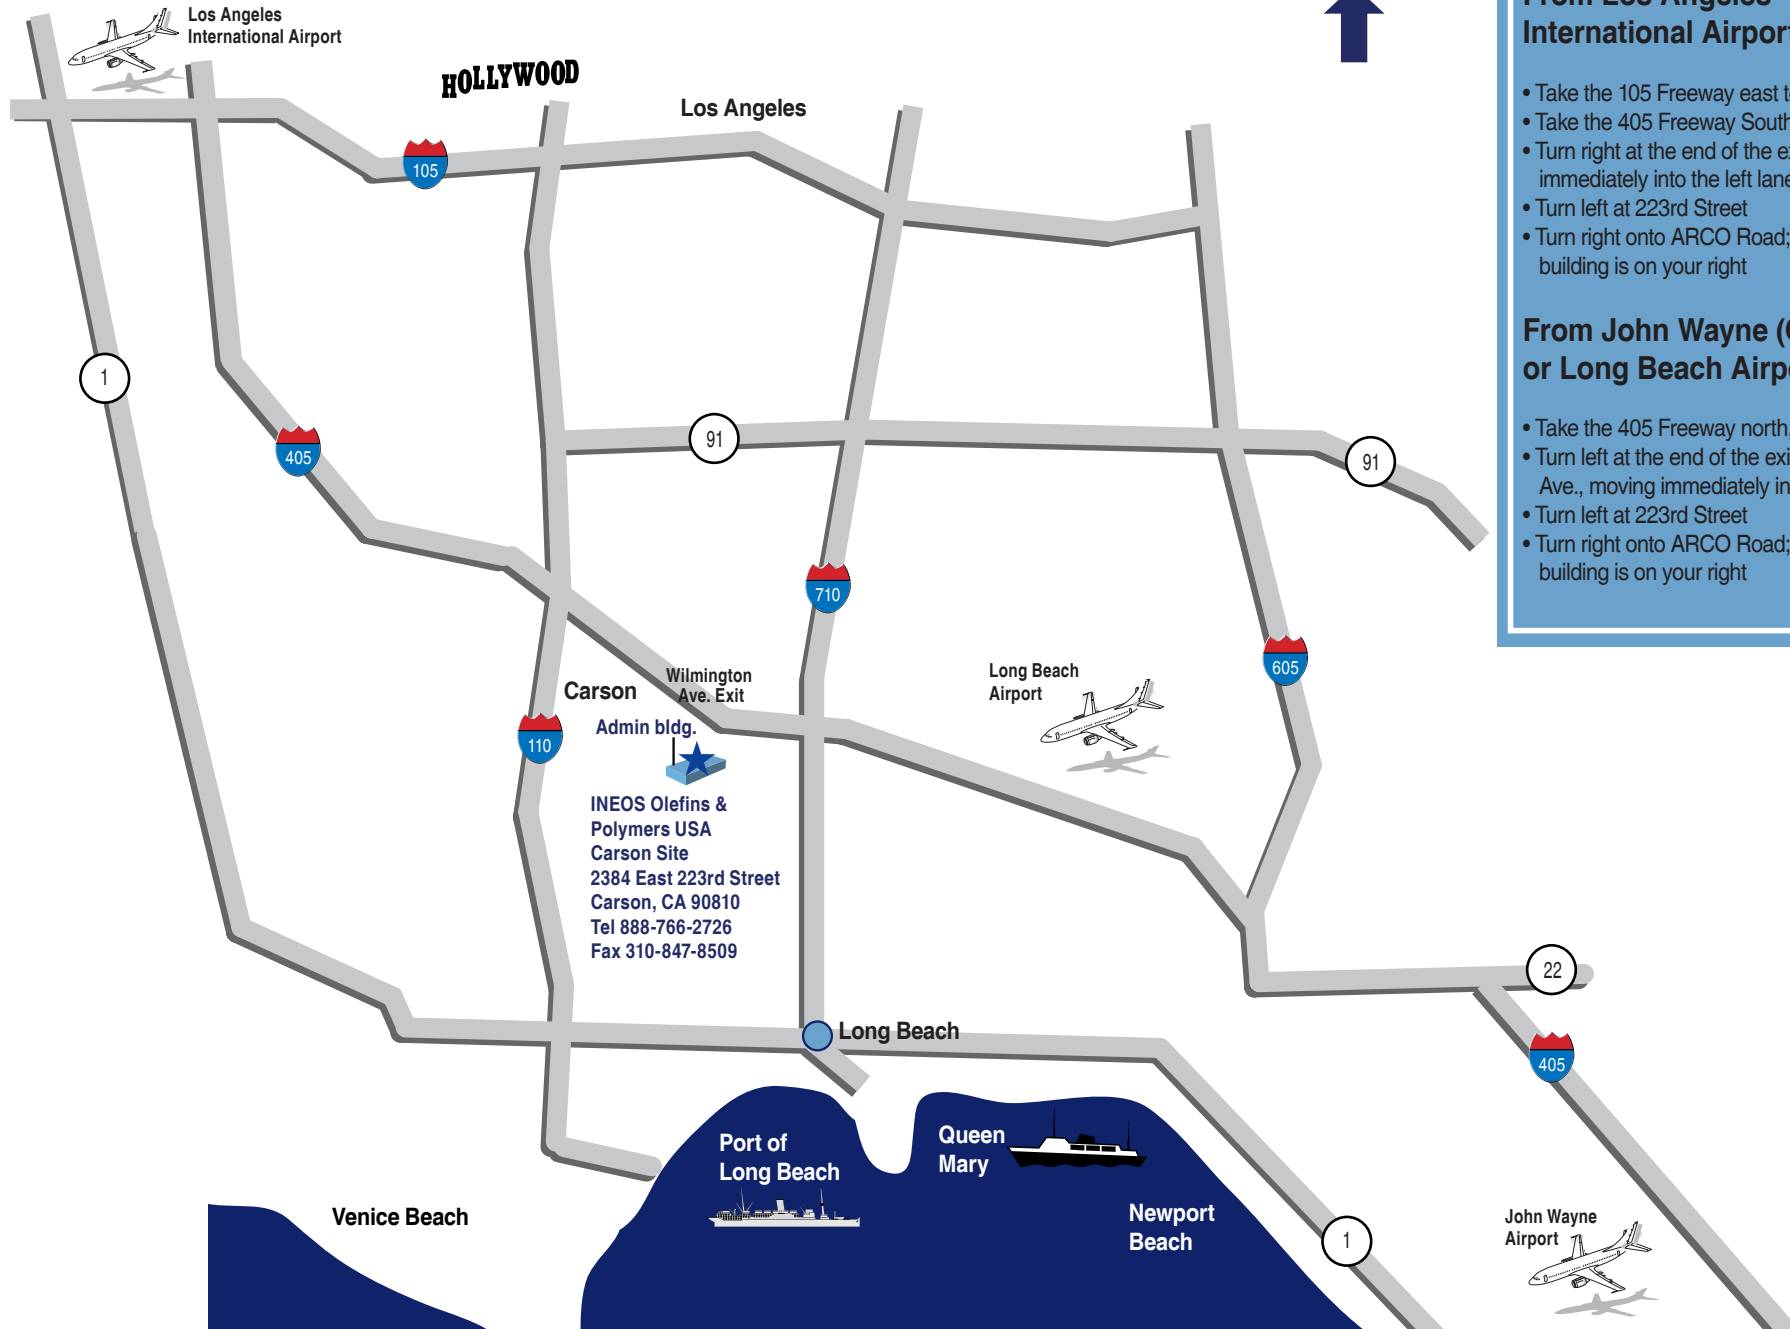 Los Angeles
International Airport
HOLLYWOOD
Los Angeles
105
1
405
91
91
710
605
110
Wilmington
Ave. Exit
Carson
Admin bldg.
INEOS Olefins &
Polymers USA
Carson Site
2384 East 223rd Street
Carson, CA 90810
Tel 888-766-2726
Fax 310-847-8509
Long Beach
Airport
22
405
Long Beach
Port of
Long Beach
Queen
Mary
Venice Beach
Newport
Beach
1
John Wayne
Airport
From Los Angeles
International Airport
• Take the 105 Freeway east
• Take the 405 Freeway South
• Turn right at the end of the
immediately into the left lane
• Turn left at 223rd Street
• Turn right onto ARCO Road;
building is on your right
From John Wayne
or Long Beach
• Take the 405 Freeway north
• Turn left at the end of the
Ave., moving immediately
• Turn left at 223rd Street
• Turn right onto ARCO Road;
building is on your right